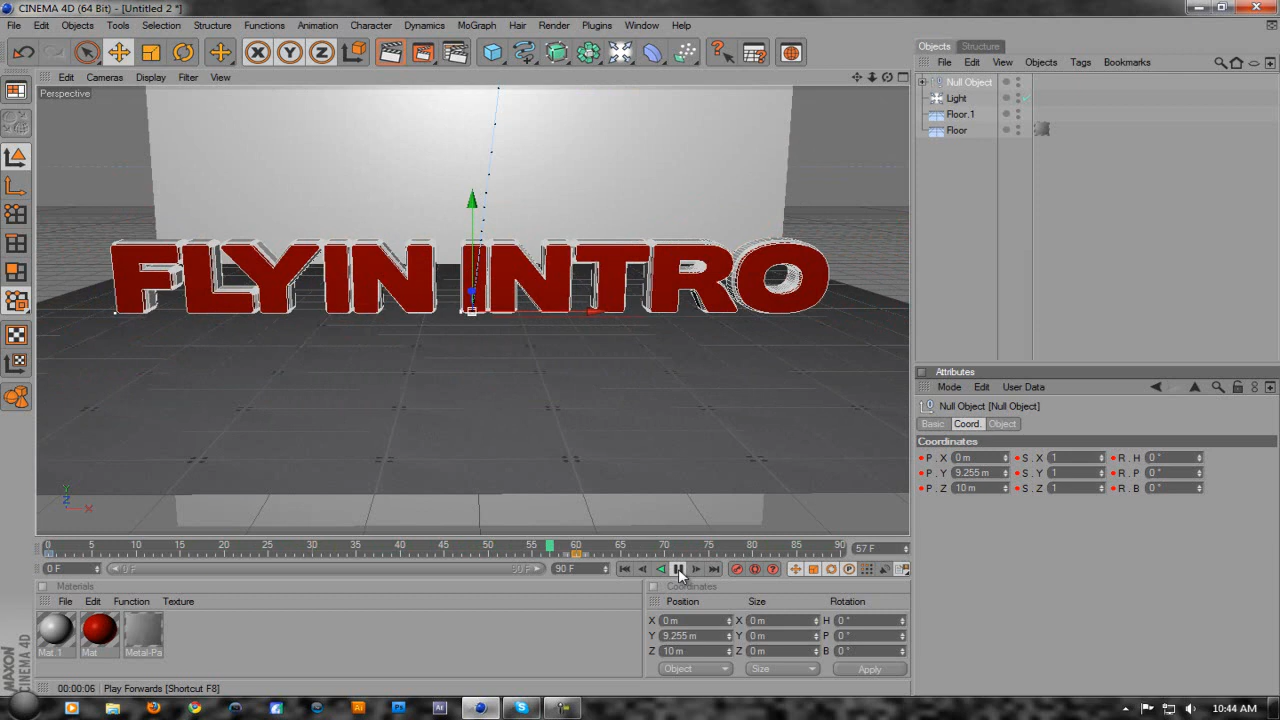 CINEMA 4D (64 Bit) - [Untitled 2 *]
File Edit Objects Tools Selection Structure Functions Animation Character Dynamics MoGraph Hair Render Plugins Window Help
X Y Z
Edit Cameras Display Filter View
Perspective
FLYIN INTRO
Y
Z X
0 5 10 15 20 25 30 35 40 45 50 55 60 65 70 75 80 85 90 57 F
0 F 0 F 90 F
P
Materials
File Edit Function Texture
Mat.1 Mat Metal-Pa
Coordinates
Position Size Rotation
X 0 m X 0 m H 0 °
Y 9.255 m Y 0 m P 0 °
Z 10 m Z 0 m B 0 °
Object Size Apply
Objects Structure
File Edit View Objects Tags Bookmarks
Null Object
Light
Floor.1
Floor
Attributes
Mode Edit User Data
Null Object [Null Object]
Basic Coord. Object
Coordinates
P . X 0 m S . X 1 R . H 0 °
P . Y 9.255 m S . Y 1 R . P 0 °
P . Z 10 m S . Z 1 R . B 0 °
MAXON CINEMA 4D
00:00:06 Play Forwards [Shortcut F8]
Ai Ps Ar
10:44 AM